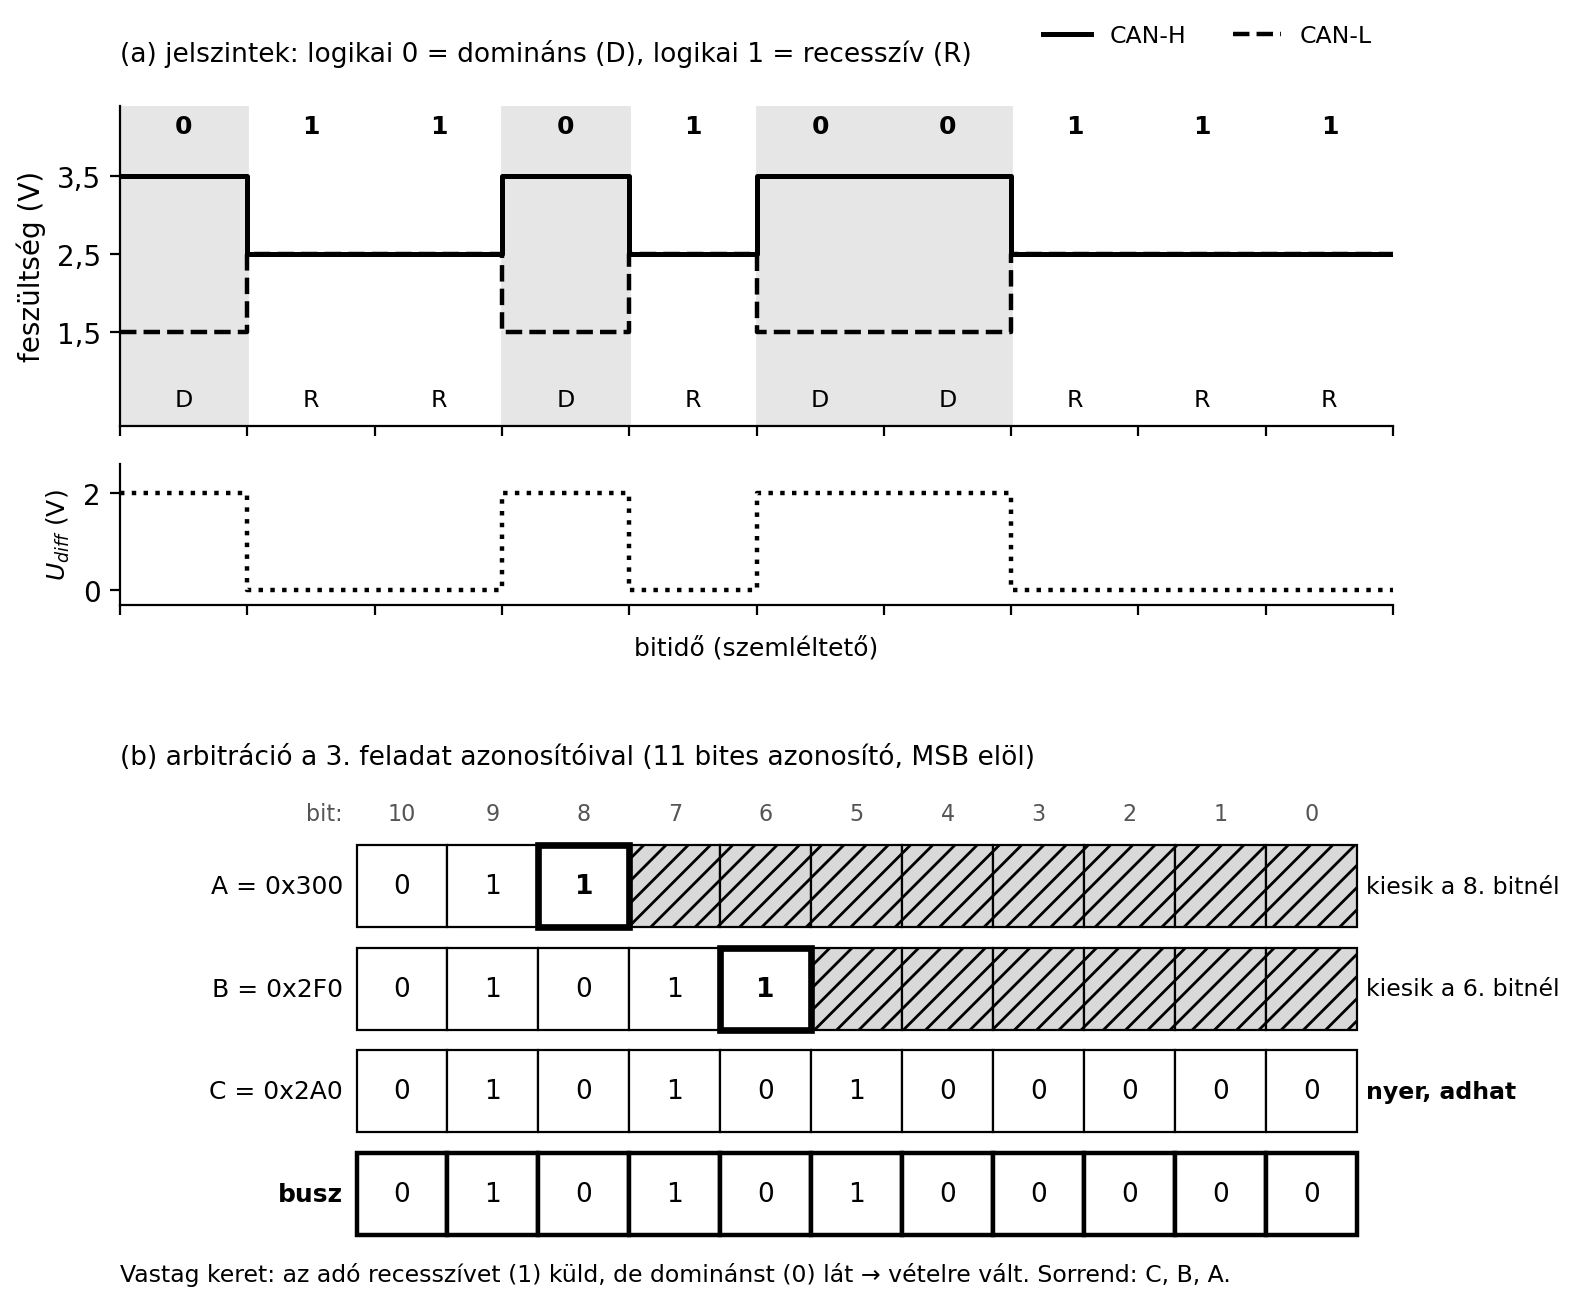 (a) jelszintek: logikai 0 = domináns (D), logikai 1 = recesszív (R)
CAN-H CAN-L
0 1 1 0 1 0 0 1 1 1
feszültség (V)
3,5
2,5
1,5
D R R D R D D R R R
U_diff (V)
2
0
bitidő (szemléltető)
(b) arbitráció a 3. feladat azonosítóival (11 bites azonosító, MSB elöl)
bit: 10 9 8 7 6 5 4 3 2 1 0
A = 0x300 0 1 1 kiesik a 8. bitnél
B = 0x2F0 0 1 0 1 1 kiesik a 6. bitnél
C = 0x2A0 0 1 0 1 0 1 0 0 0 0 0 nyer, adhat
busz 0 1 0 1 0 1 0 0 0 0 0
Vastag keret: az adó recesszívet (1) küld, de dominánst (0) lát → vételre vált. Sorrend: C, B, A.